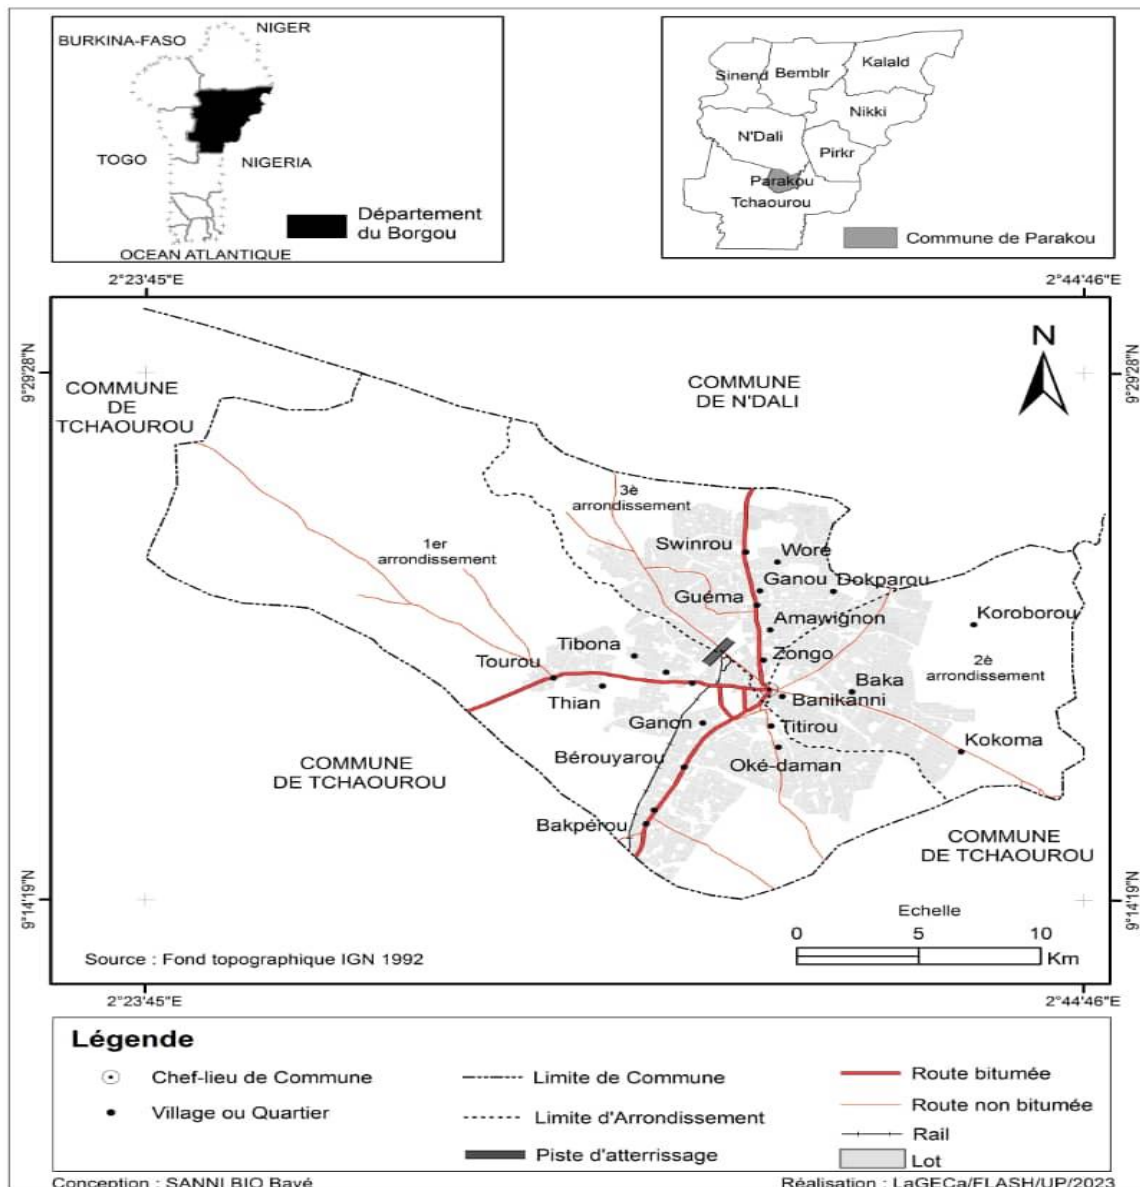 NIGER
BURKINA-FASO
TOGO
NIGERIA
Département
du Borgou
OCEAN ATLANTIQUE
Sinend
Bemblr
Kalald
Nikki
N'Dali
Pirkr
Parakou
Tchaourou
Commune de Parakou
2°23'45"E
2°44'46"E
9°29'28"N
9°29'28"N
N
COMMUNE
DE
TCHAOUROU
COMMUNE
DE N'DALI
3è
arrondissement
1er
arrondissement
Swinrou
Wore
Ganou
Dokparou
Guéma
Amawignon
Koroborou
Tibona
Zongo
2è
arrondissement
Tourou
Baka
Thian
Banikanni
Ganon
Titirou
Kokoma
Bérouyarou
Oké-daman
COMMUNE
DE TCHAOUROU
Bakpérou
COMMUNE
DE TCHAOUROU
9°14'19"N
9°14'19"N
Echelle
0 5 10
Km
Source : Fond topographique IGN 1992
2°23'45"E
2°44'46"E
Légende
Chef-lieu de Commune
Village ou Quartier
Limite de Commune
Limite d'Arrondissement
Piste d'atterrissage
Route bitumée
Route non bitumée
Rail
Lot
Conception : SANNI BIO Bayé
Réalisation : LaGECa/FLASH/UP/2023